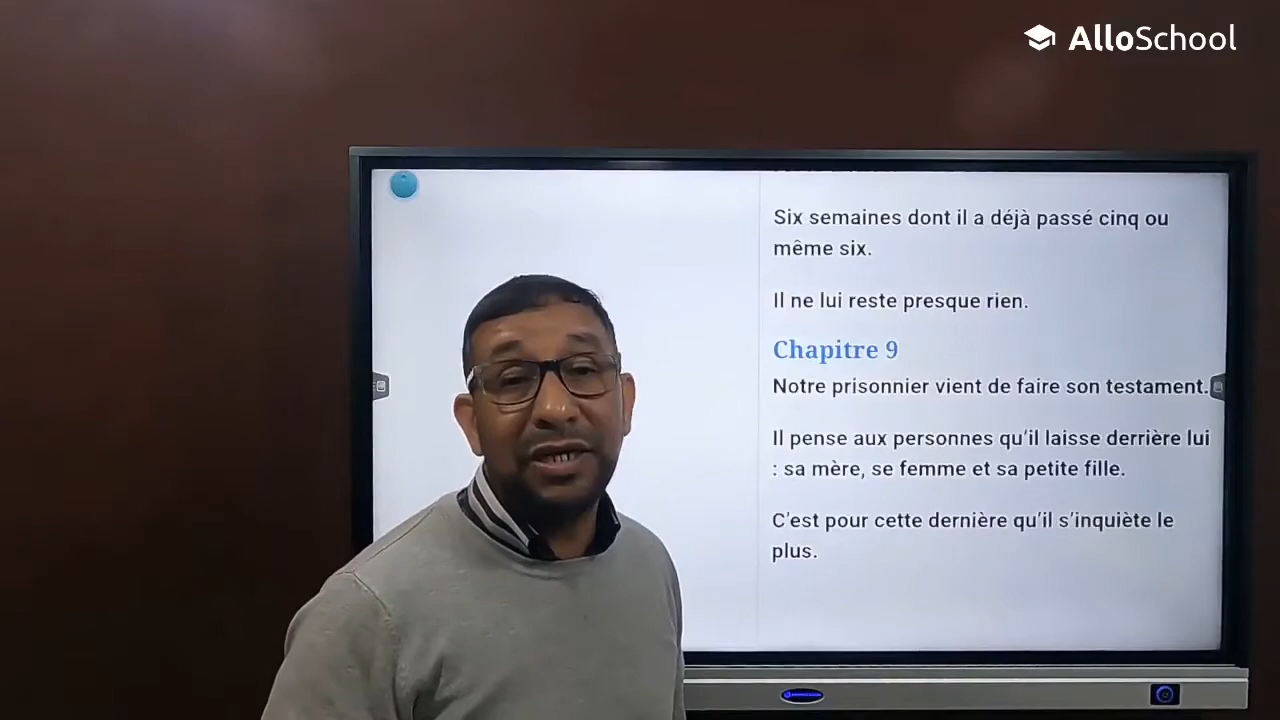 AlloSchool
Six semaines dont il a déjà passé cinq ou
même six.
Il ne lui reste presque rien.
Chapitre 9
Notre prisonnier vient de faire son testament.
Il pense aux personnes qu'il laisse derrière lui
: sa mère, se femme et sa petite fille.
C'est pour cette dernière qu'il s'inquiète le
plus.